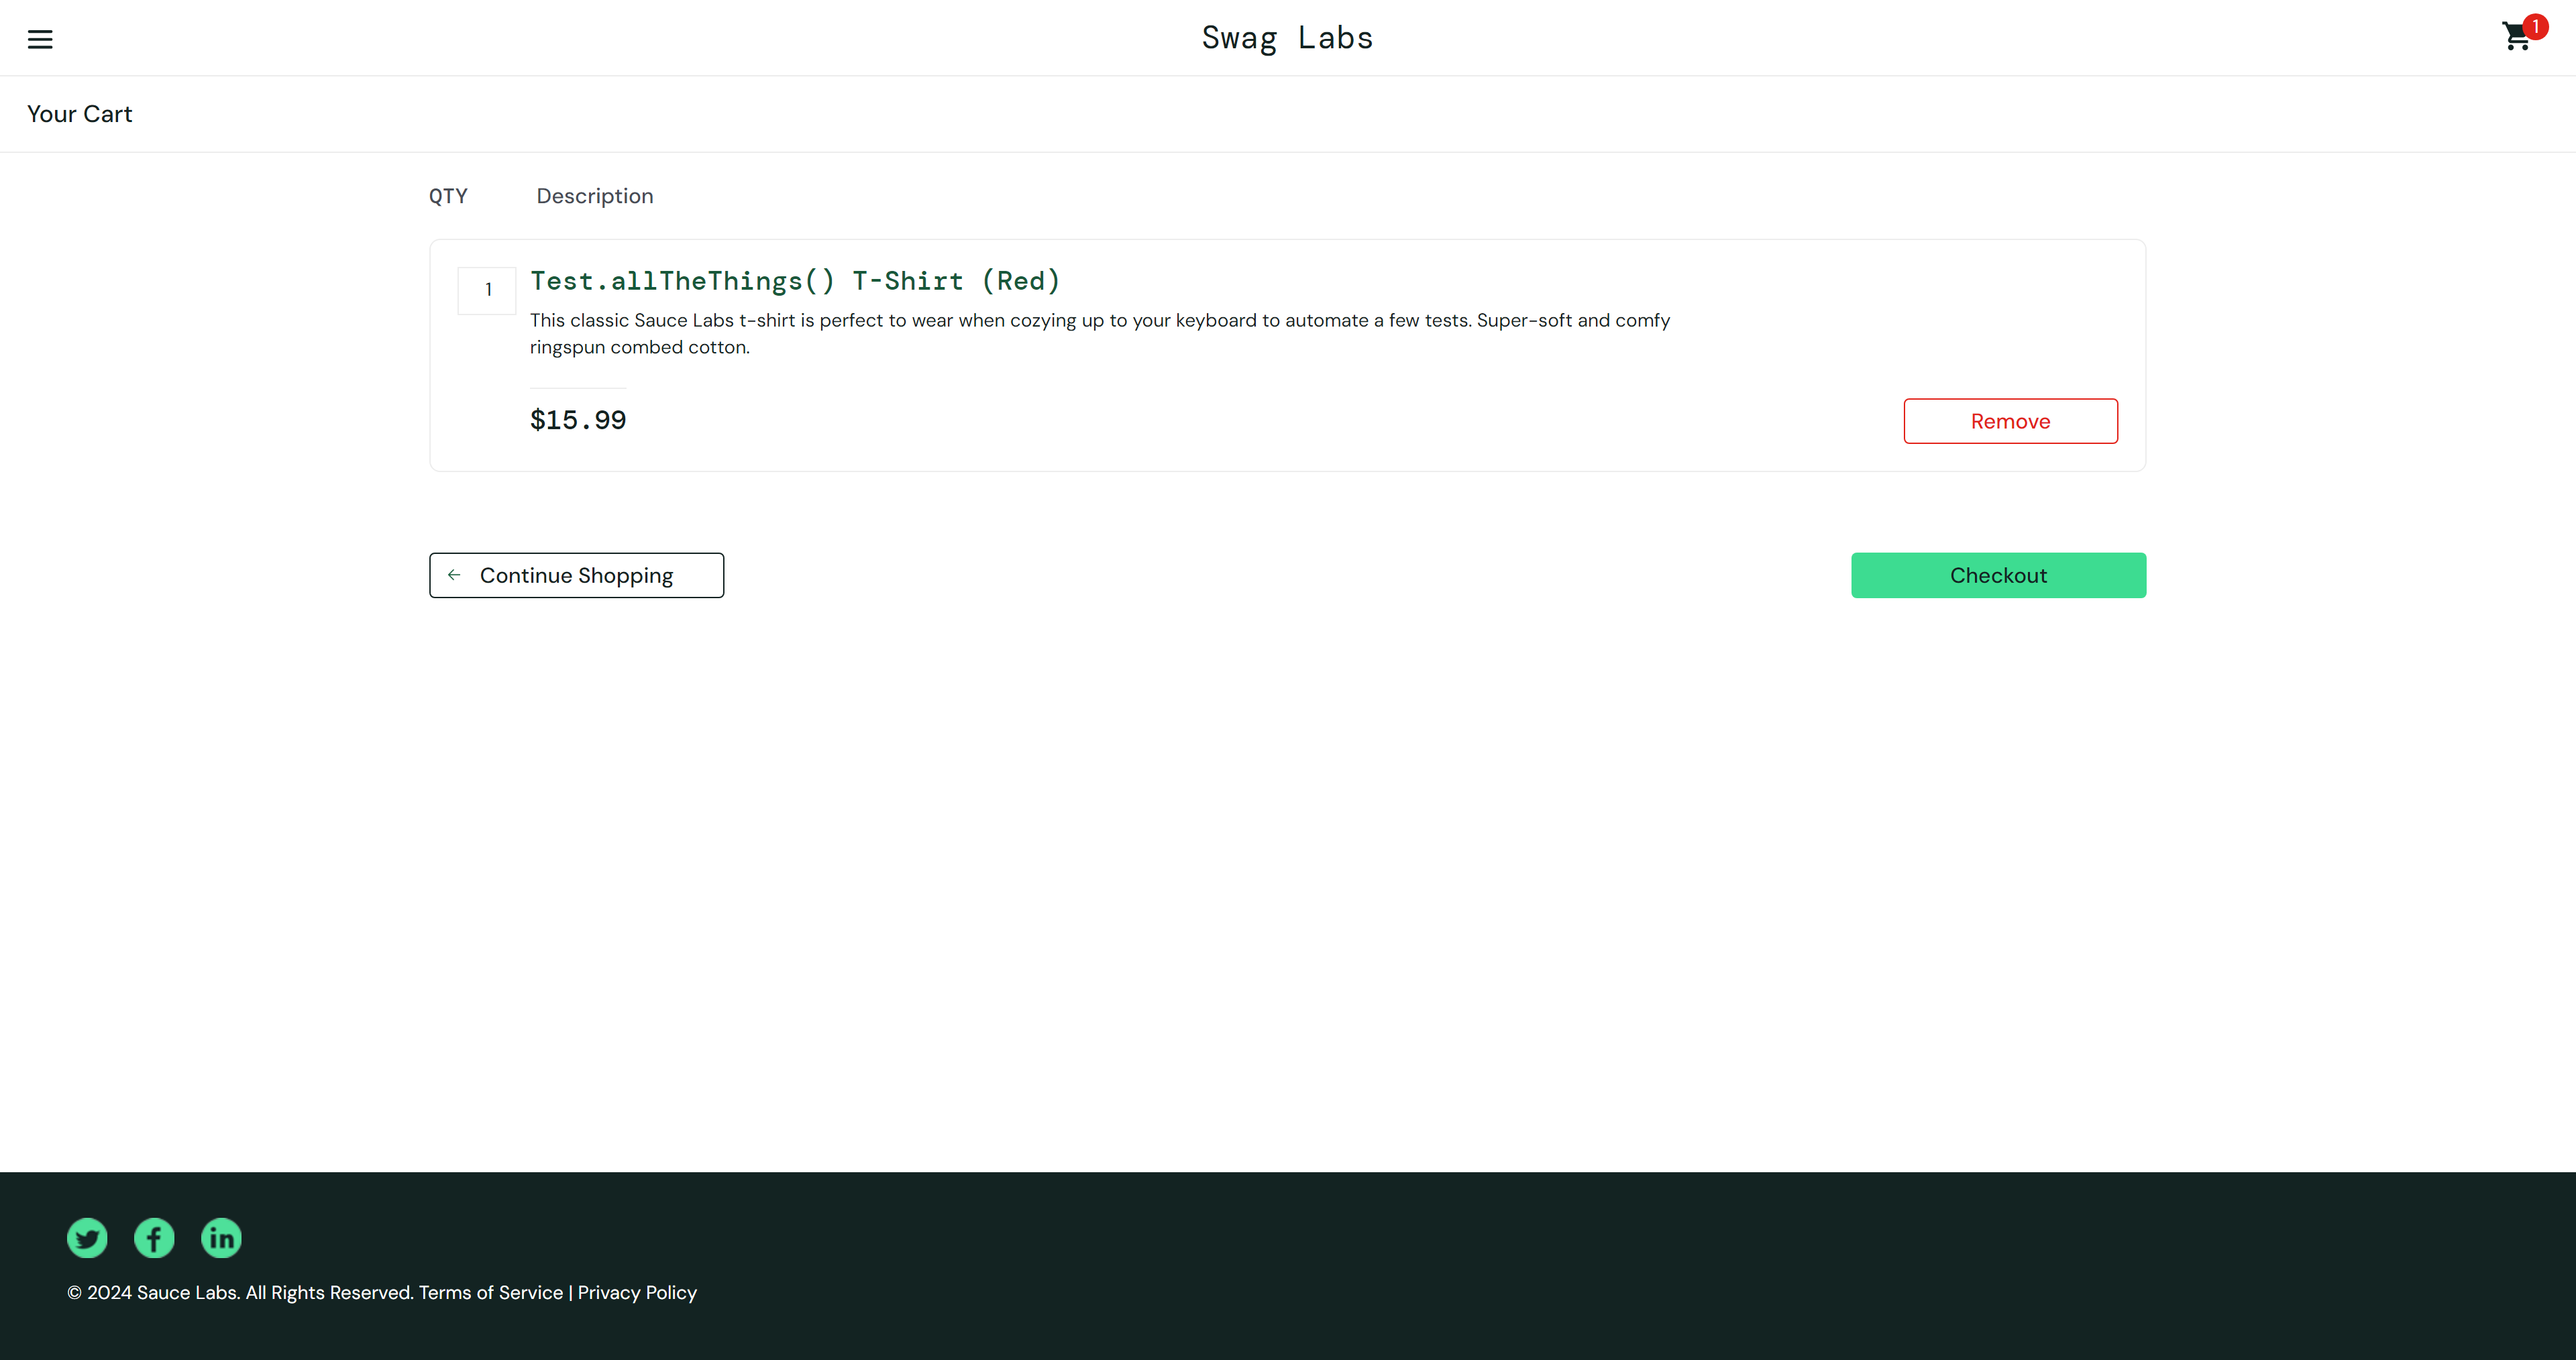 Swag Labs
1
Your Cart
QTY Description
1
Test.allTheThings() T-Shirt (Red)
This classic Sauce Labs t-shirt is perfect to wear when cozying up to your keyboard to automate a few tests. Super-soft and comfy
ringspun combed cotton.
$15.99
Remove
Continue Shopping
Checkout
© 2024 Sauce Labs. All Rights Reserved. Terms of Service | Privacy Policy